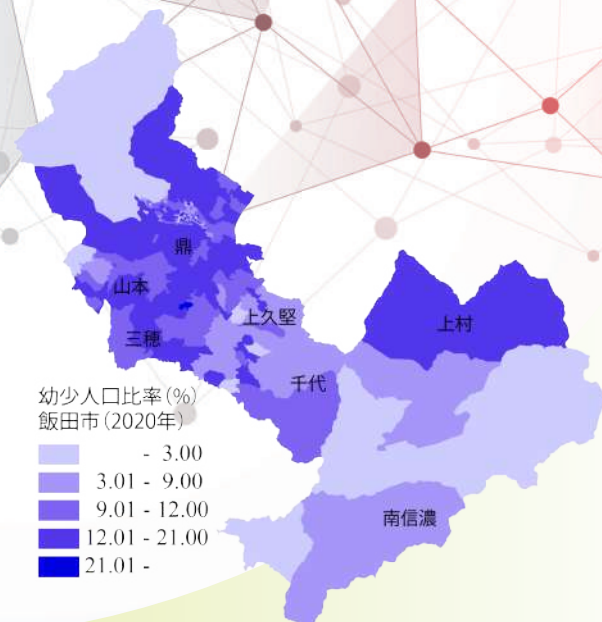 鼎
山本
上久堅
上村
三穂
千代
幼少人口比率(%)
飯田市(2020年)
- 3.00
3.01 - 9.00
9.01 - 12.00
12.01 - 21.00
21.01 -
南信濃